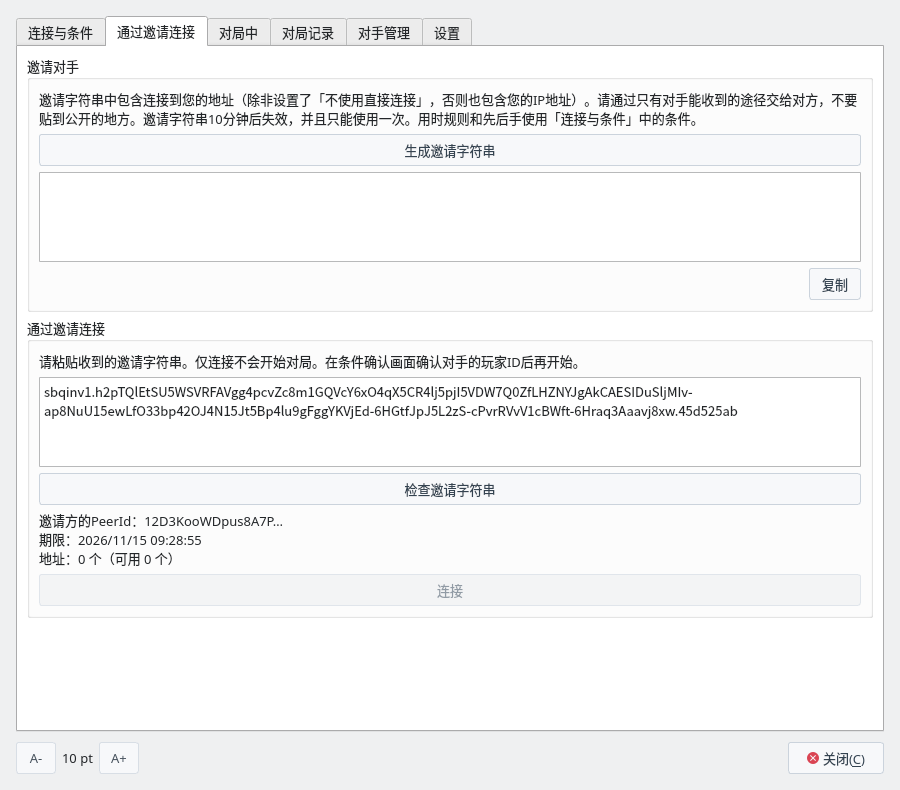 连接与条件 通过邀请连接 对局中 对局记录 对手管理 设置
邀请对手
邀请字符串中包含连接到您的地址（除非设置了「不使用直接连接」，否则也包含您的IP地址）。请通过只有对手能收到的途径交给对方，不要
贴到公开的地方。邀请字符串10分钟后失效，并且只能使用一次。用时规则和先后手使用「连接与条件」中的条件。
生成邀请字符串
复制
通过邀请连接
请粘贴收到的邀请字符串。仅连接不会开始对局。在条件确认画面确认对手的玩家ID后再开始。
sbqinv1.h2pTQlEtSU5WSVRFAVgg4pcvZc8m1GQVcY6xO4qX5CR4lj5pjI5VDW7Q0ZfLHZNYJgAkCAESIDuSljMIv-
ap8NuU15ewLfO33bp42OJ4N15Jt5Bp4lu9gFggYKVjEd-6HGtfJpJ5L2zS-cPvrRVvV1cBWft-6Hraq3Aaavj8xw.45d525ab
检查邀请字符串
邀请方的PeerId：12D3KooWDpus8A7P...
期限：2026/11/15 09:28:55
地址：0 个（可用 0 个）
连接
A- 10 pt A+ 关闭(C)